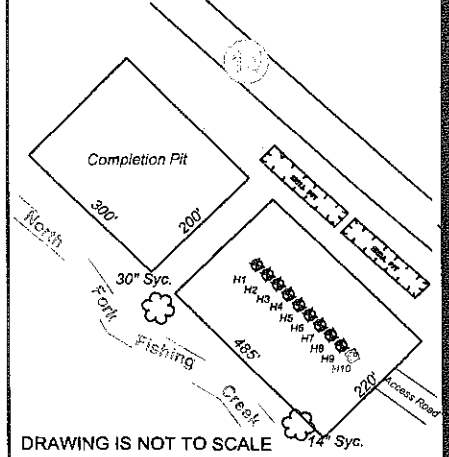 19
Completion Pit
300'
200'
North
Fork
Fishing
Creek
30" Syc.
H1
H2
H3
H4
H5
H6
H7
H8
H9
H10
485'
220'
Access Road
14" Syc.
DRAWING IS NOT TO SCALE